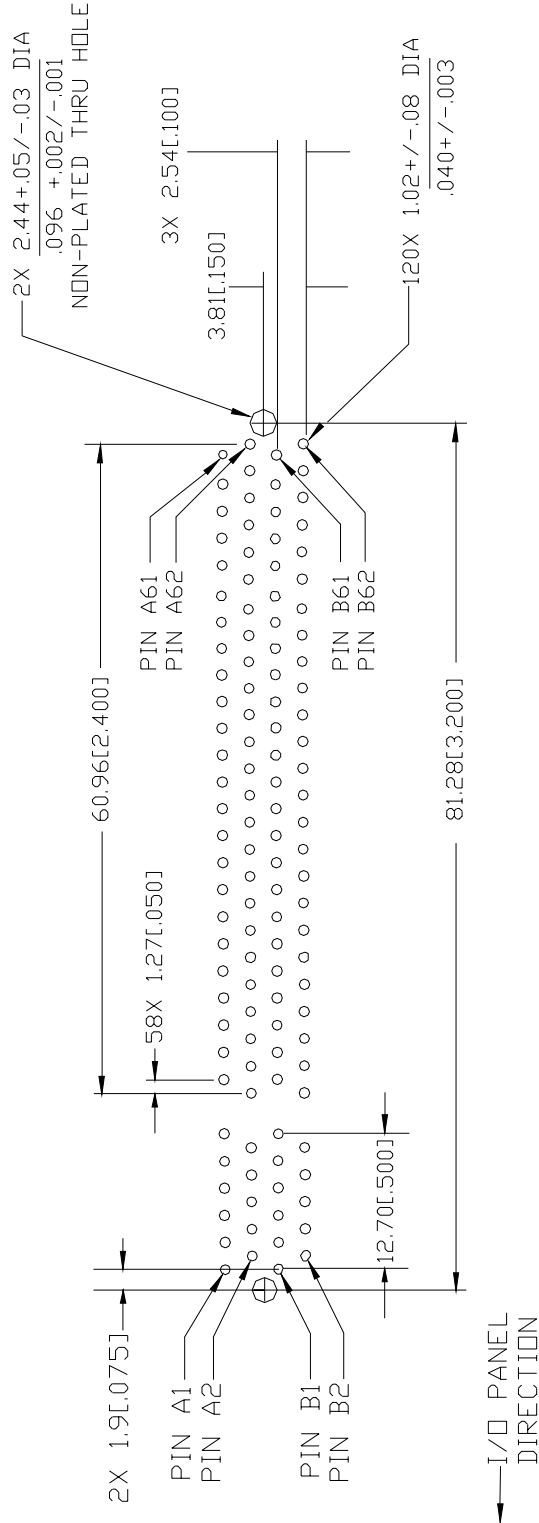 2X 2.44+.05/-.03 DIA
.096 +.002/-.001
NON-PLATED THRU HOLE
3X 2.54[.100]
3.81[.150]
120X 1.02+/-.08 DIA
.040+/-.003
PIN A61
PIN A62
PIN B61
PIN B62
60.96[2.400]
81.28[3.200]
58X 1.27[.050]
12.70[.500]
2X 1.9[.075]
PIN A1
PIN A2
PIN B1
PIN B2
I/O PANEL
DIRECTION